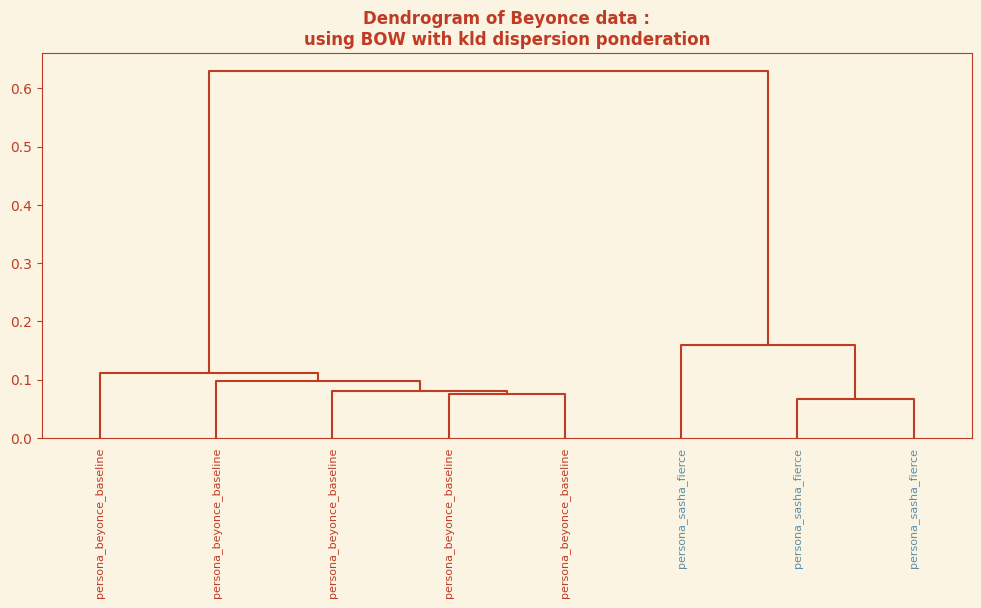 Dendrogram of Beyonce data :
using BOW with kld dispersion ponderation
0.6
0.5
0.4
0.3
0.2
0.1
0.0
persona_beyonce_baseline
persona_beyonce_baseline
persona_beyonce_baseline
persona_beyonce_baseline
persona_beyonce_baseline
persona_sasha_fierce
persona_sasha_fierce
persona_sasha_fierce